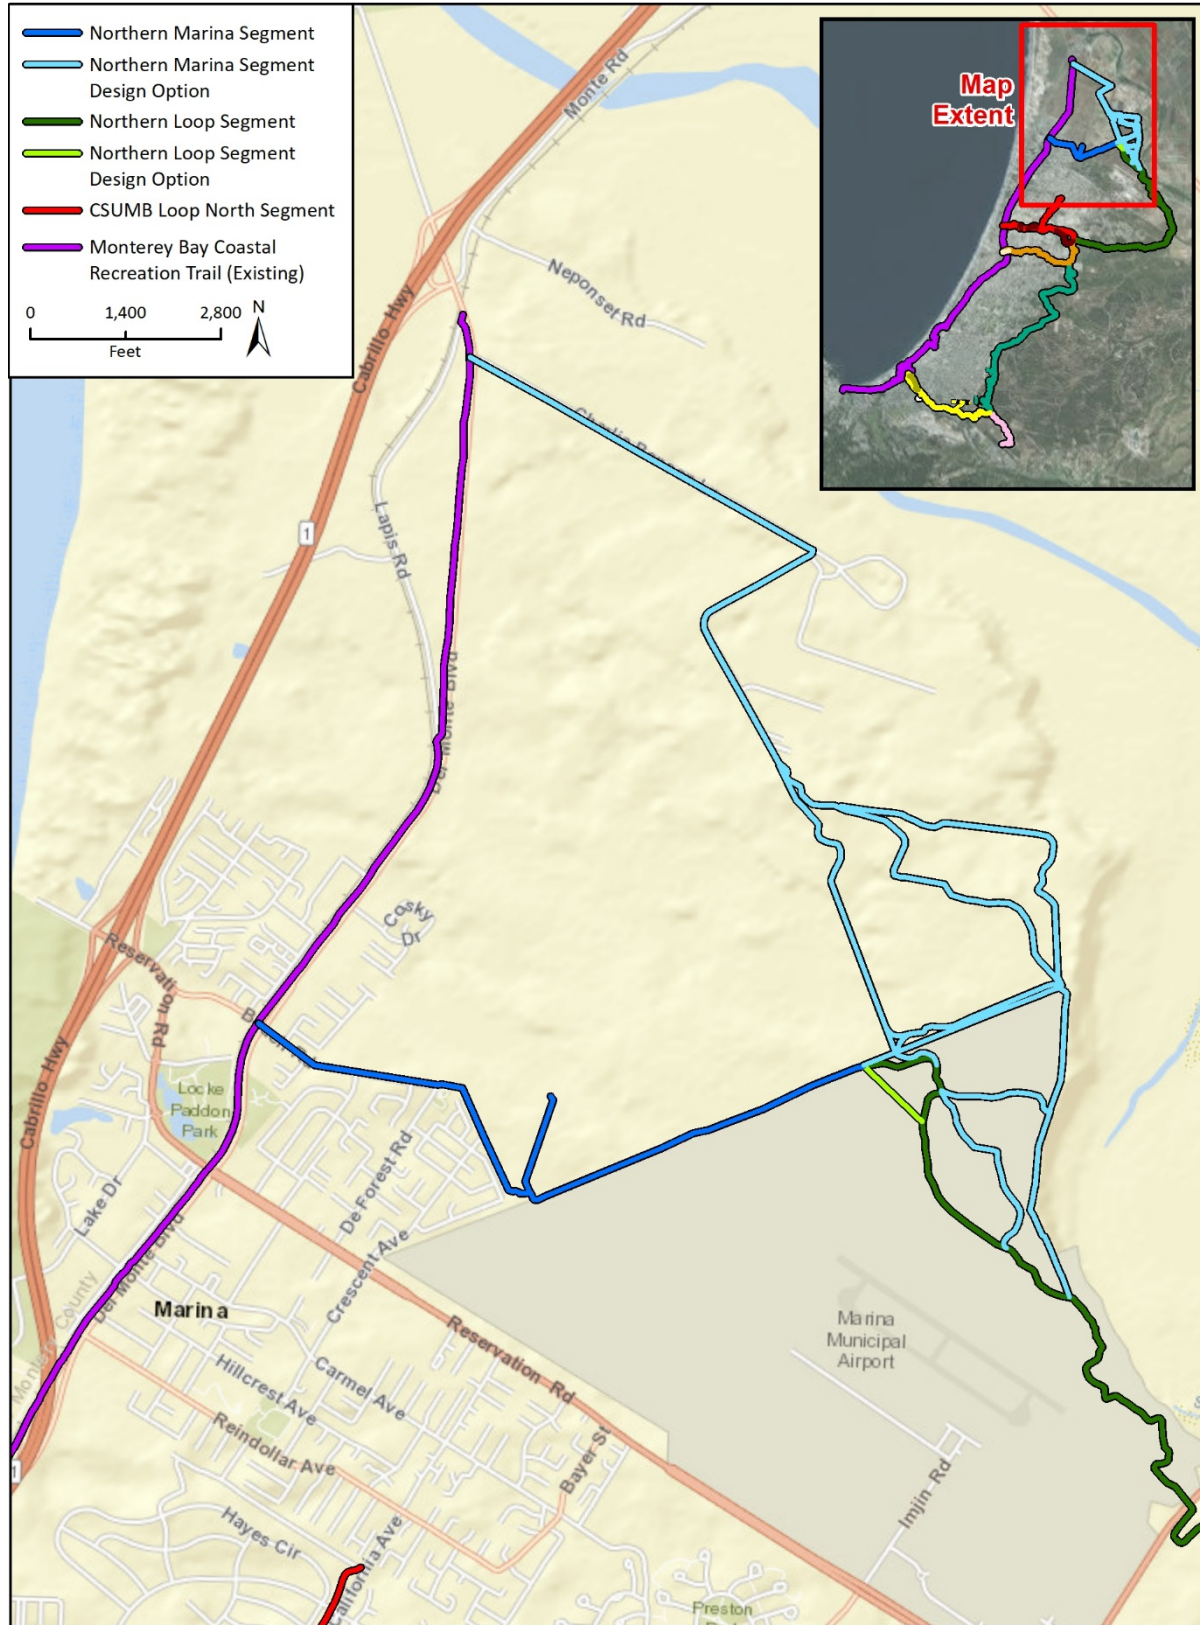 Northern Marina Segment
Northern Marina Segment
Design Option
Northern Loop Segment
Northern Loop Segment
Design Option
CSUMB Loop North Segment
Monterey Bay Coastal
Recreation Trail (Existing)
0 1,400 2,800
Feet
N
Map
Extent
Monte Rd
Neponset Rd
Cabrillo Hwy
1
Lapis Rd
Del Monte Blvd
Cosky
Dr
Reservation Rd
Locke
Paddon
Park
Cabrillo Hwy
Lake Dr
De Forest Rd
Crescent Ave
Del Monte Blvd
Marina
Reservation Rd
Marina
Municipal
Airport
Hillcrest Ave
Carmel Ave
Reindollar Ave
Bayer St
Imjin Rd
1
Hayes Cir
California Ave
Preston